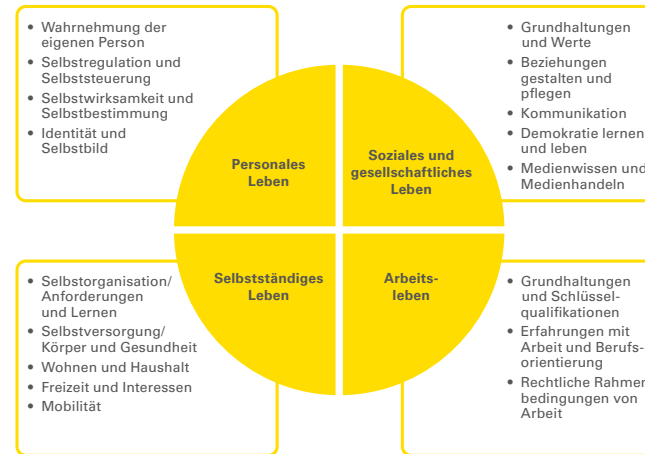 • Wahrnehmung der
eigenen Person
• Selbstregulation und
Selbststeuerung
• Selbstwirksamkeit und
Selbstbestimmung
• Identität und
Selbstbild
• Grundhaltungen
und Werte
• Beziehungen
gestalten und
pflegen
• Kommunikation
• Demokratie lernen
und leben
• Medienwissen und
Medienhandeln
Personales
Leben
Soziales und
gesellschaftliches
Leben
Selbstständiges
Leben
Arbeits-
leben
• Selbstorganisation/
Anforderungen
und Lernen
• Selbstversorgung/
Körper und Gesundheit
• Wohnen und Haushalt
• Freizeit und Interessen
• Mobilität
• Grundhaltungen
und Schlüssel-
qualifikationen
• Erfahrungen mit
Arbeit und Berufs-
orientierung
• Rechtliche Rahmen
bedingungen von
Arbeit